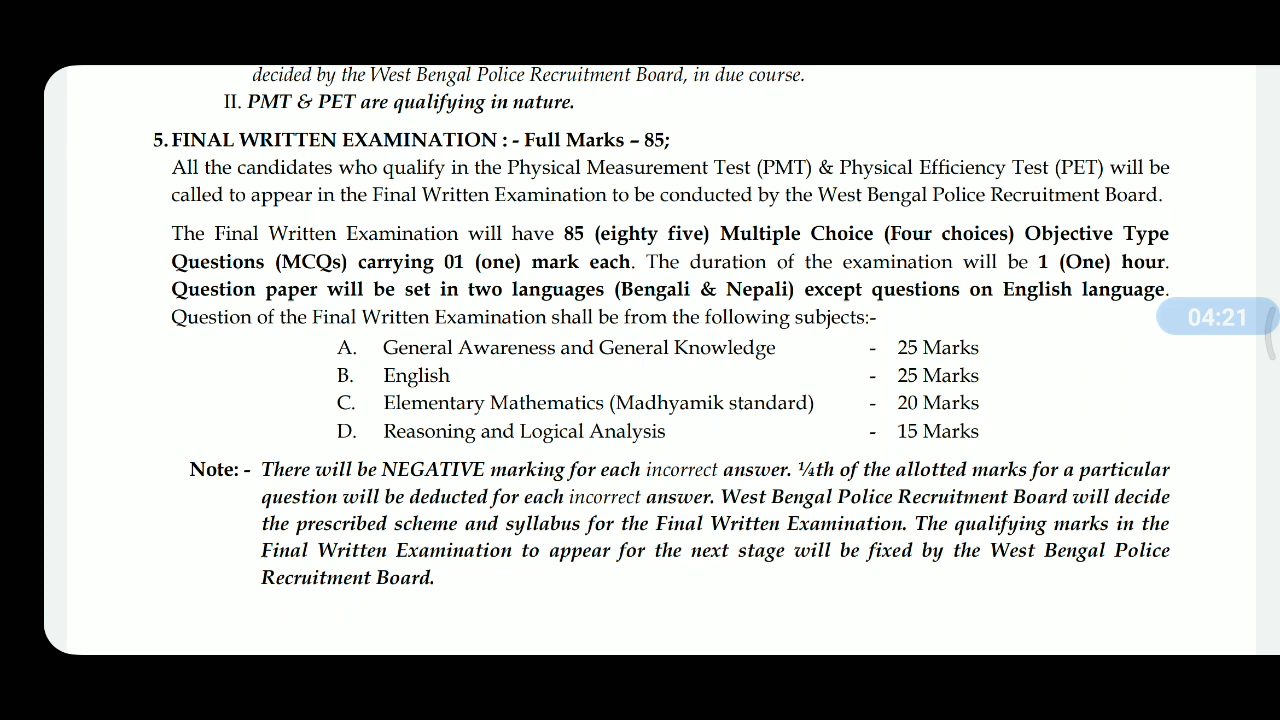 decided by the West Bengal Police Recruitment Board, in due course.
II. PMT & PET are qualifying in nature.
5. FINAL WRITTEN EXAMINATION : - Full Marks – 85;
All the candidates who qualify in the Physical Measurement Test (PMT) & Physical Efficiency Test (PET) will be
called to appear in the Final Written Examination to be conducted by the West Bengal Police Recruitment Board.
The Final Written Examination will have 85 (eighty five) Multiple Choice (Four choices) Objective Type
Questions (MCQs) carrying 01 (one) mark each. The duration of the examination will be 1 (One) hour.
Question paper will be set in two languages (Bengali & Nepali) except questions on English language.
Question of the Final Written Examination shall be from the following subjects:-
04:21
A. General Awareness and General Knowledge - 25 Marks
B. English - 25 Marks
C. Elementary Mathematics (Madhyamik standard) - 20 Marks
D. Reasoning and Logical Analysis - 15 Marks
Note: - There will be NEGATIVE marking for each incorrect answer. ¼th of the allotted marks for a particular
question will be deducted for each incorrect answer. West Bengal Police Recruitment Board will decide
the prescribed scheme and syllabus for the Final Written Examination. The qualifying marks in the
Final Written Examination to appear for the next stage will be fixed by the West Bengal Police
Recruitment Board.